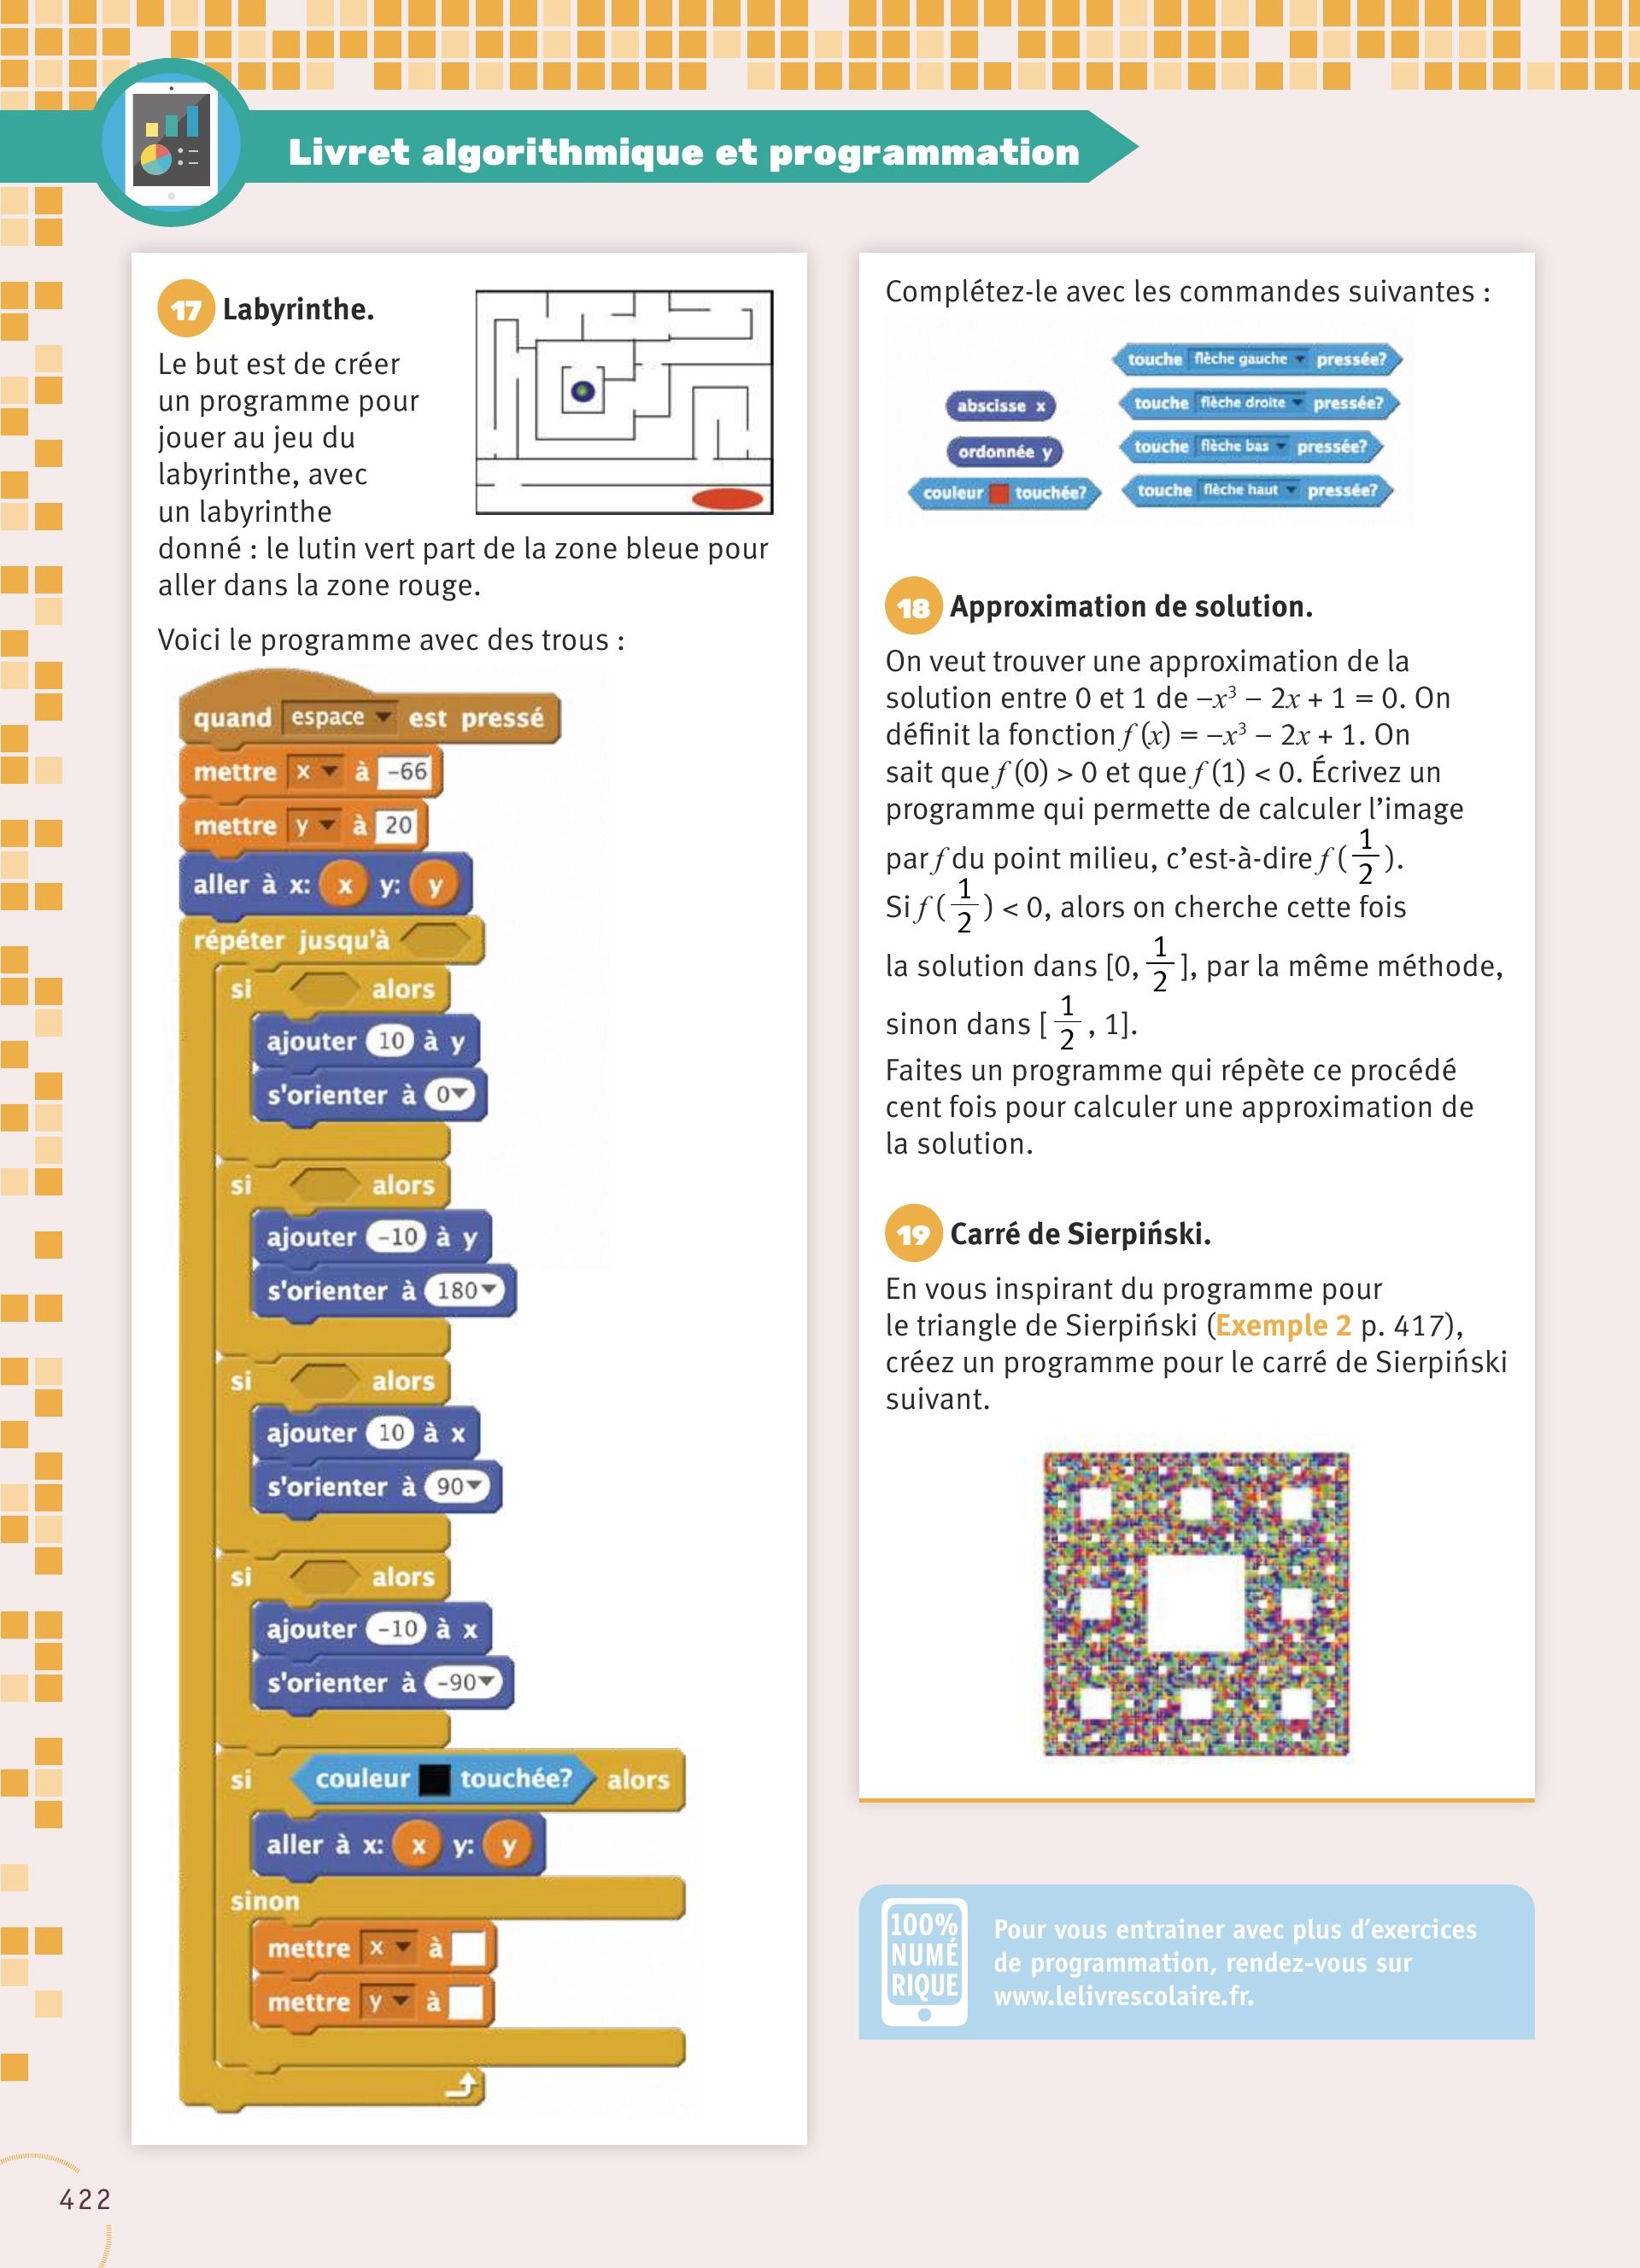 Livret algorithmique et programmation
17 Labyrinthe.
Le but est de créer
un programme pour
jouer au jeu du
labyrinthe, avec
un labyrinthe
donné : le lutin vert part de la zone bleue pour
aller dans la zone rouge.
Voici le programme avec des trous :
quand espace est pressé
mettre x à -66
mettre y à 20
aller à x: x y: y
répéter jusqu'à
si alors
ajouter 10 à y
s'orienter à 0
si alors
ajouter -10 à y
s'orienter à 180
si alors
ajouter 10 à x
s'orienter à 90
si alors
ajouter -10 à x
s'orienter à -90
si couleur touchée? alors
aller à x: x y: y
sinon
mettre x à
mettre y à
Complétez-le avec les commandes suivantes :
touche flèche gauche pressée?
abscisse x
touche flèche droite pressée?
ordonnée y
touche flèche bas pressée?
couleur touchée?
touche flèche haut pressée?
18 Approximation de solution.
On veut trouver une approximation de la
solution entre 0 et 1 de –x³ – 2x + 1 = 0. On
définit la fonction f (x) = –x³ – 2x + 1. On
sait que f (0) > 0 et que f (1) < 0. Écrivez un
programme qui permette de calculer l’image
par f du point milieu, c’est-à-dire f (1/2).
Si f (1/2) < 0, alors on cherche cette fois
la solution dans [0, 1/2], par la même méthode,
sinon dans [1/2, 1].
Faites un programme qui répète ce procédé
cent fois pour calculer une approximation de
la solution.
19 Carré de Sierpiński.
En vous inspirant du programme pour
le triangle de Sierpiński (Exemple 2 p. 417),
créez un programme pour le carré de Sierpiński
suivant.
100%
NUMÉ
RIQUE
Pour vous entrainer avec plus d’exercices
de programmation, rendez-vous sur
www.lelivrescolaire.fr.
422